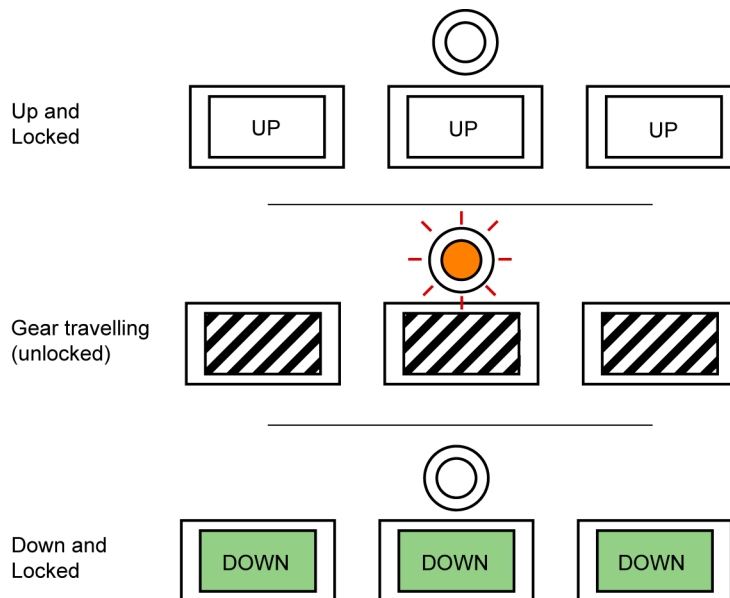 Up and
Locked
UP UP UP
Gear travelling
(unlocked)
Down and
Locked
DOWN DOWN DOWN